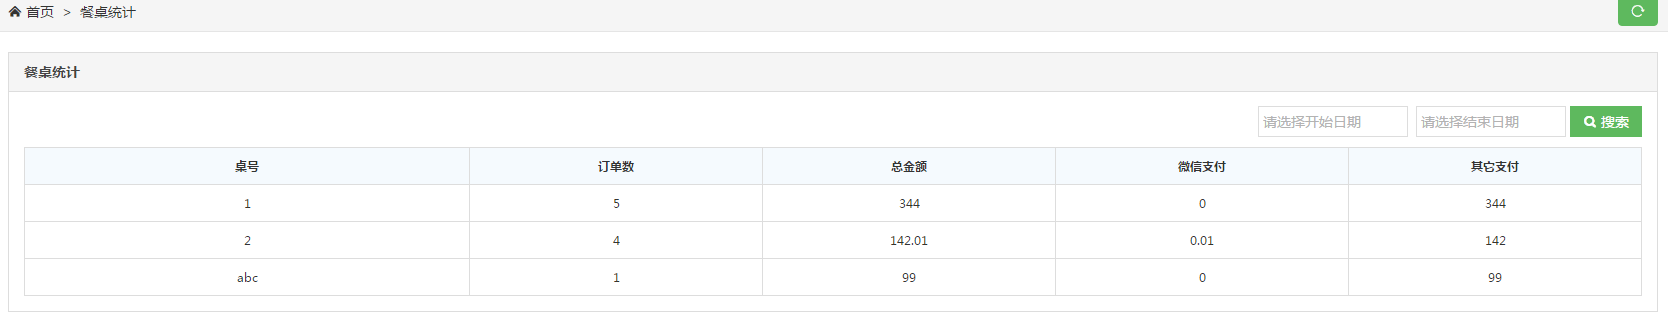 首页 > 餐桌统计
餐桌统计
请选择开始日期 请选择结束日期 搜索
桌号 订单数 总金额 微信支付 其它支付
1 5 344 0 344
2 4 142.01 0.01 142
abc 1 99 0 99